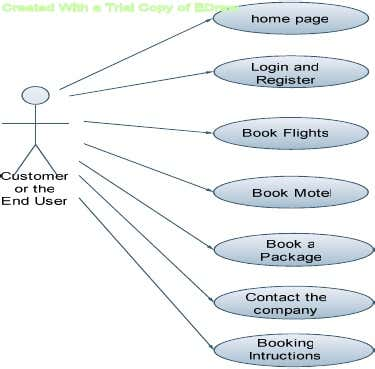 Created With a Trial Copy of
home page
Login and
Register
Book Flights
Customer
or the
End User
Book Motel
Book a
Package
Contact the
company
Booking
Intructions